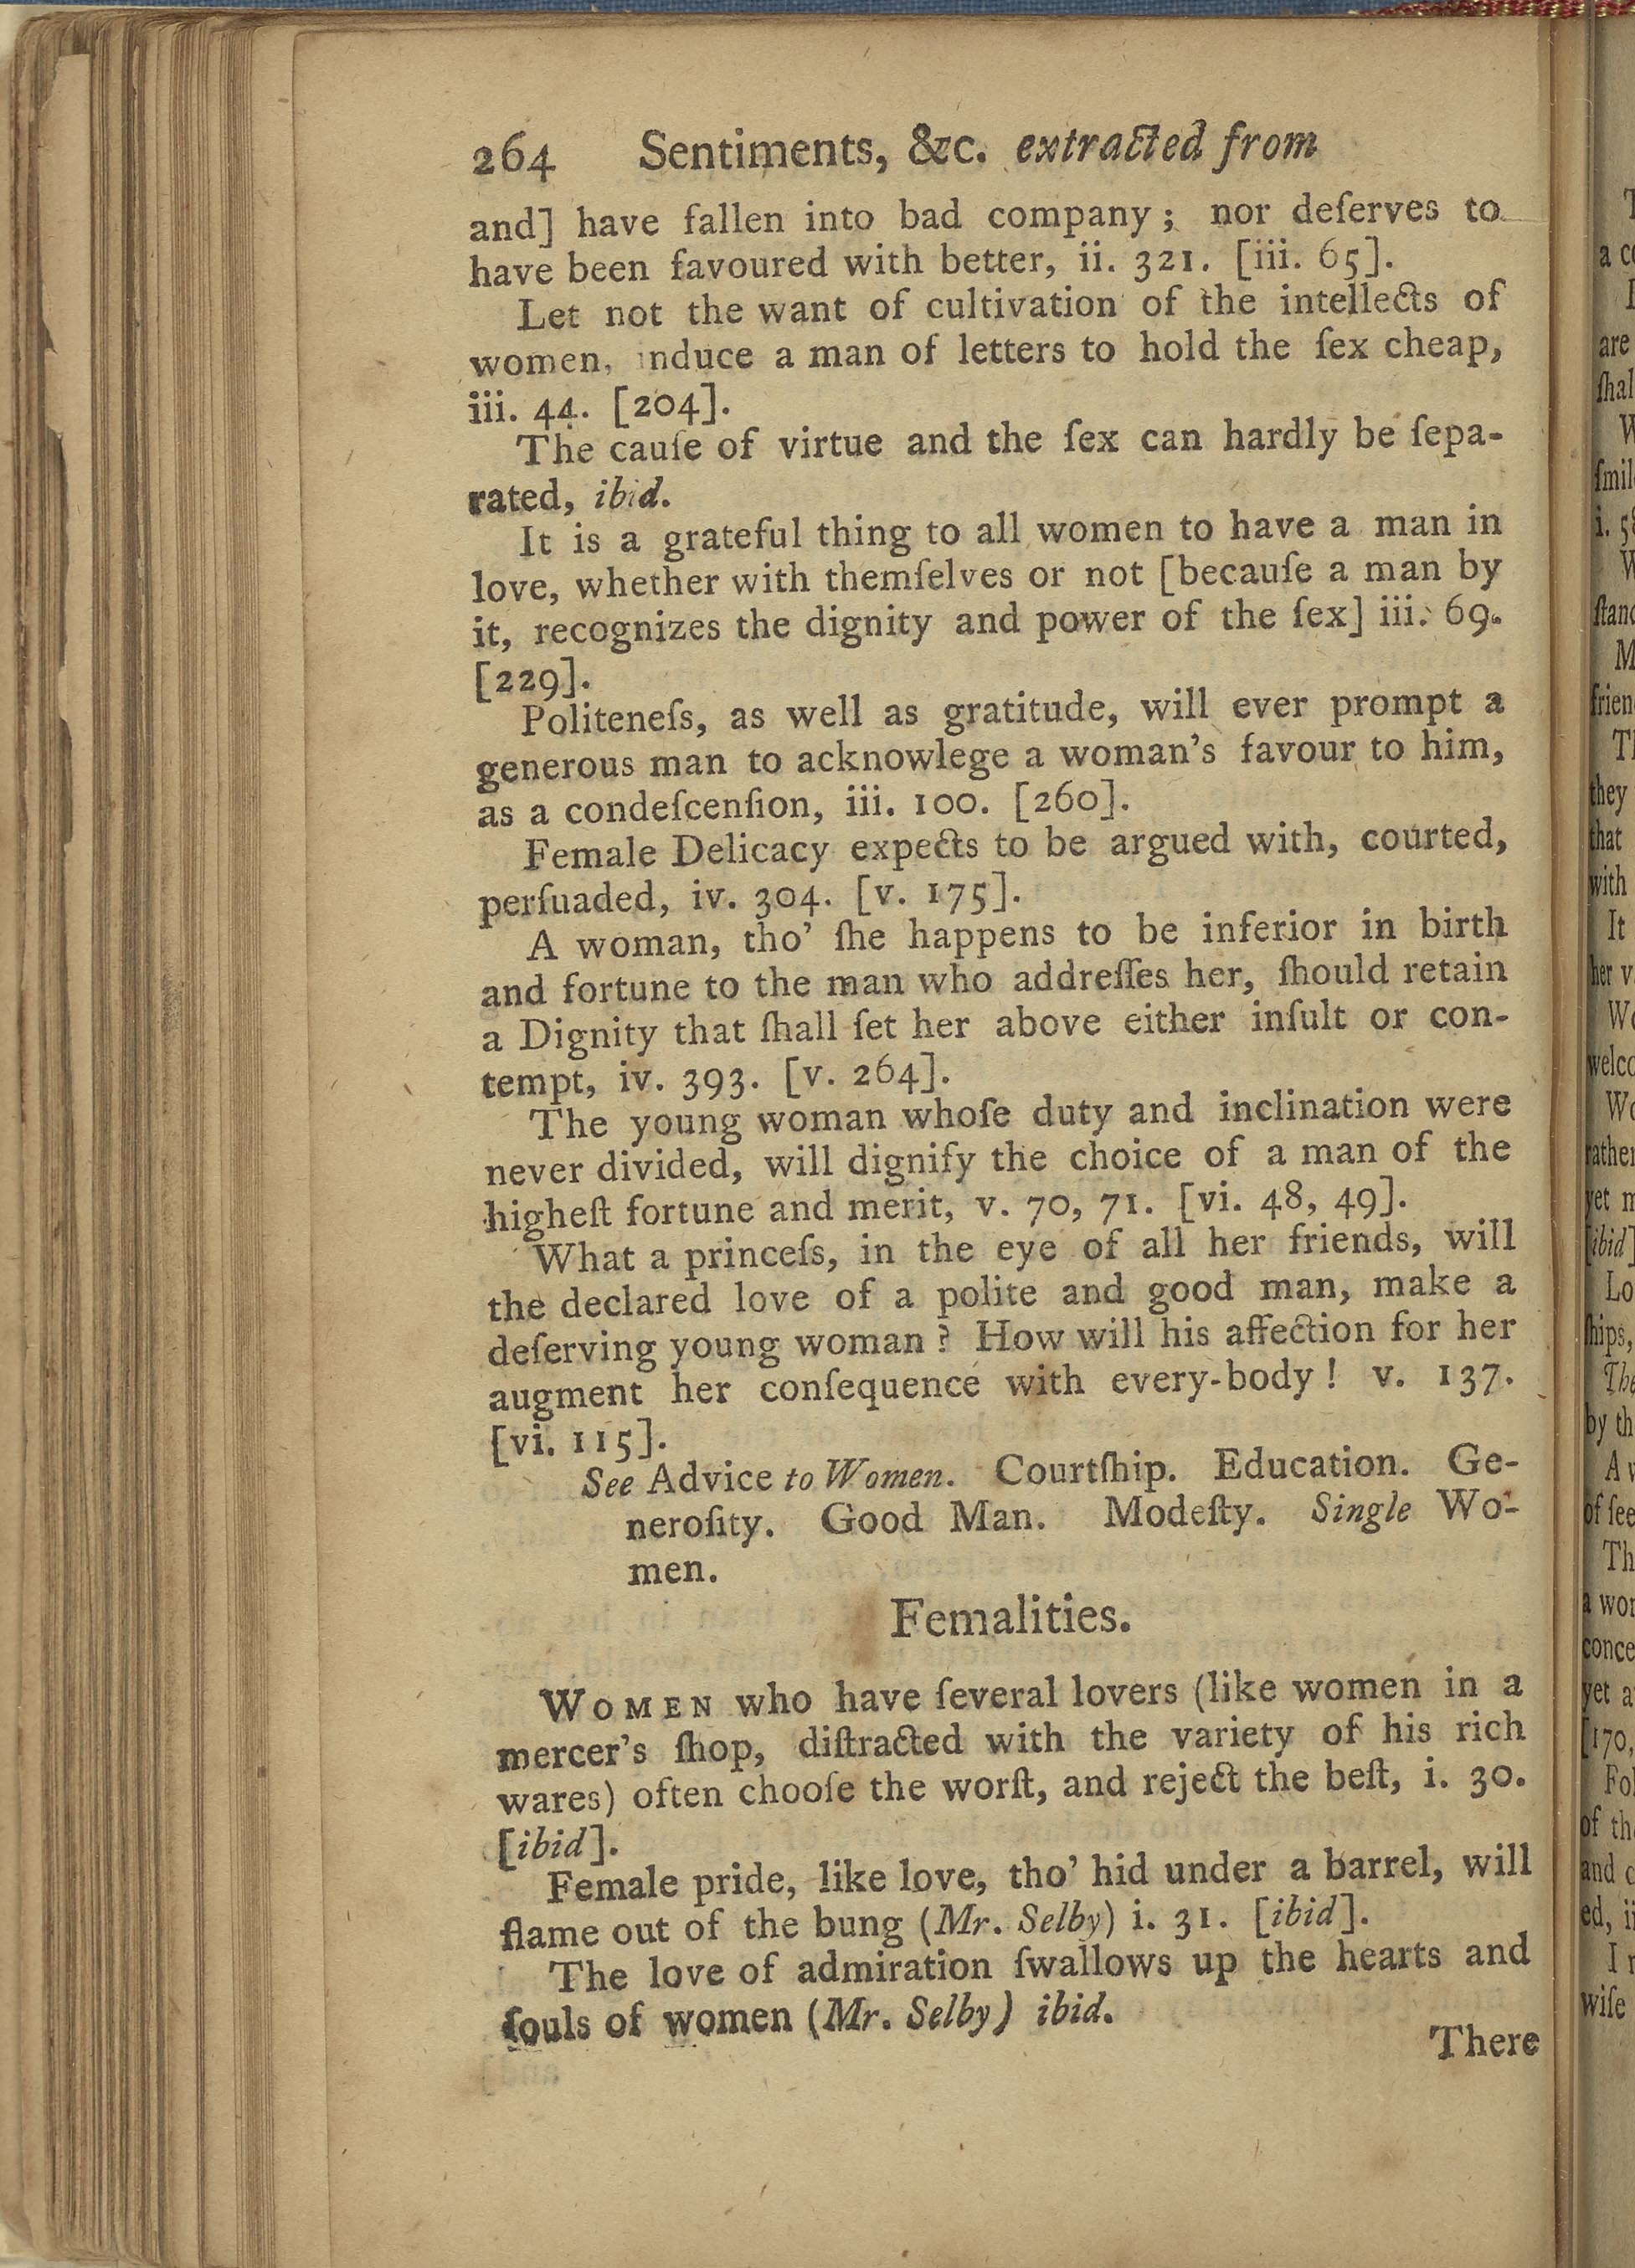 264 Sentiments, &c. extracted from
and] have fallen into bad company; nor deſerves to
have been favoured with better, ii. 321. [iii. 65].
Let not the want of cultivation of the intellects of
women, induce a man of letters to hold the ſex cheap,
iii. 44. [204].
The cauſe of virtue and the ſex can hardly be ſepa-
rated, ibid.
It is a grateful thing to all women to have a man in
love, whether with themſelves or not [becauſe a man by
it, recognizes the dignity and power of the ſex] iii. 69.
[229].
Politeneſs, as well as gratitude, will ever prompt a
generous man to acknowlege a woman's favour to him,
as a condeſcenſion, iii. 100. [260].
Female Delicacy expects to be argued with, courted,
perſuaded, iv. 304. [v. 175].
A woman, tho' ſhe happens to be inferior in birth
and fortune to the man who addreſſes her, ſhould retain
a Dignity that ſhall ſet her above either inſult or con-
tempt, iv. 393. [v. 264].
The young woman whoſe duty and inclination were
never divided, will dignify the choice of a man of the
higheſt fortune and merit, v. 70, 71. [vi. 48, 49].
What a princeſs, in the eye of all her friends, will
the declared love of a polite and good man, make a
deſerving young woman? How will his affection for her
augment her conſequence with every-body! v. 137.
[vi. 115].
See Advice to Women. Courtſhip. Education. Ge-
neroſity. Good Man. Modeſty. Single Wo-
men.
Femalities.
WOMEN who have ſeveral lovers (like women in a
mercer's ſhop, diſtracted with the variety of his rich
wares) often chooſe the worſt, and reject the beſt, i. 30.
[ibid].
Female pride, like love, tho' hid under a barrel, will
flame out of the bung (Mr. Selby) i. 31. [ibid].
The love of admiration ſwallows up the hearts and
ſouls of women (Mr. Selby) ibid.
There